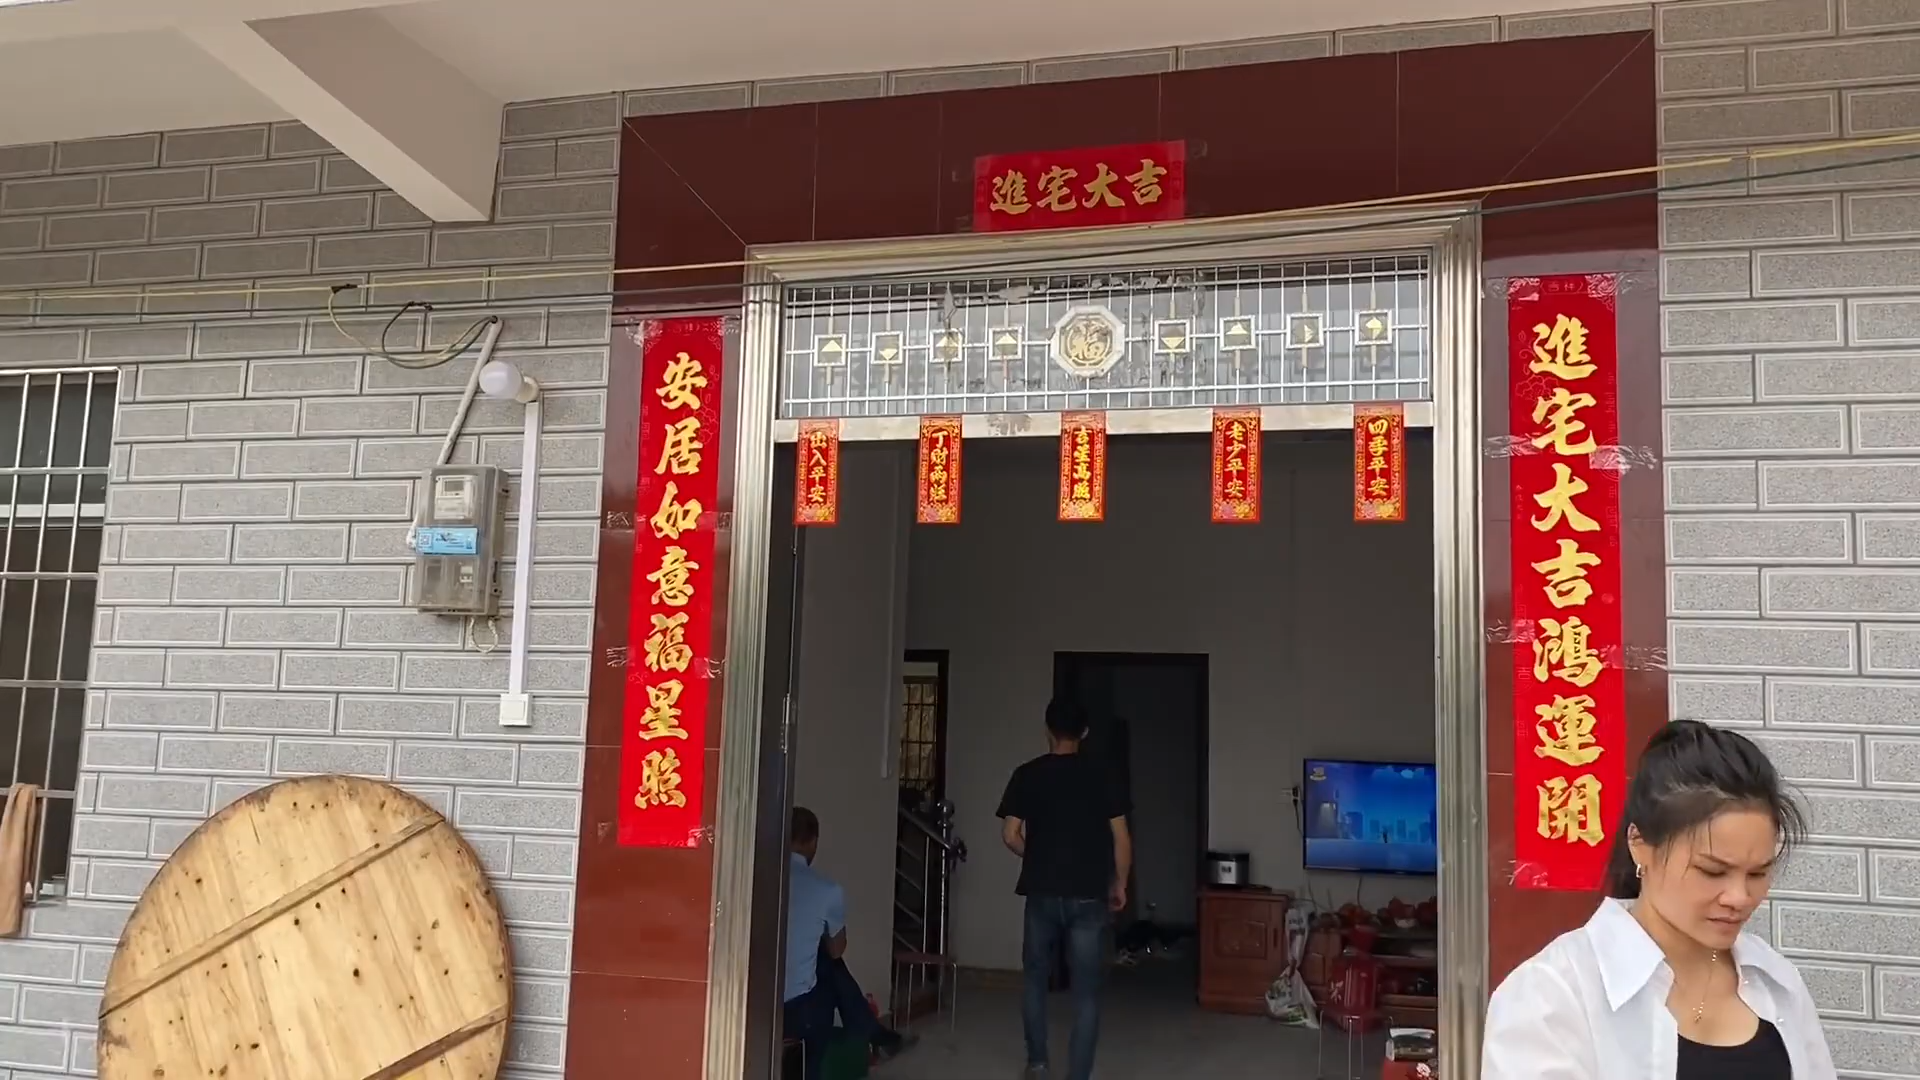 進宅大吉
進宅大吉鴻運開
安居如意福星照
福
出入平安
丁財兩旺
吉星高照
老少平安
四季平安